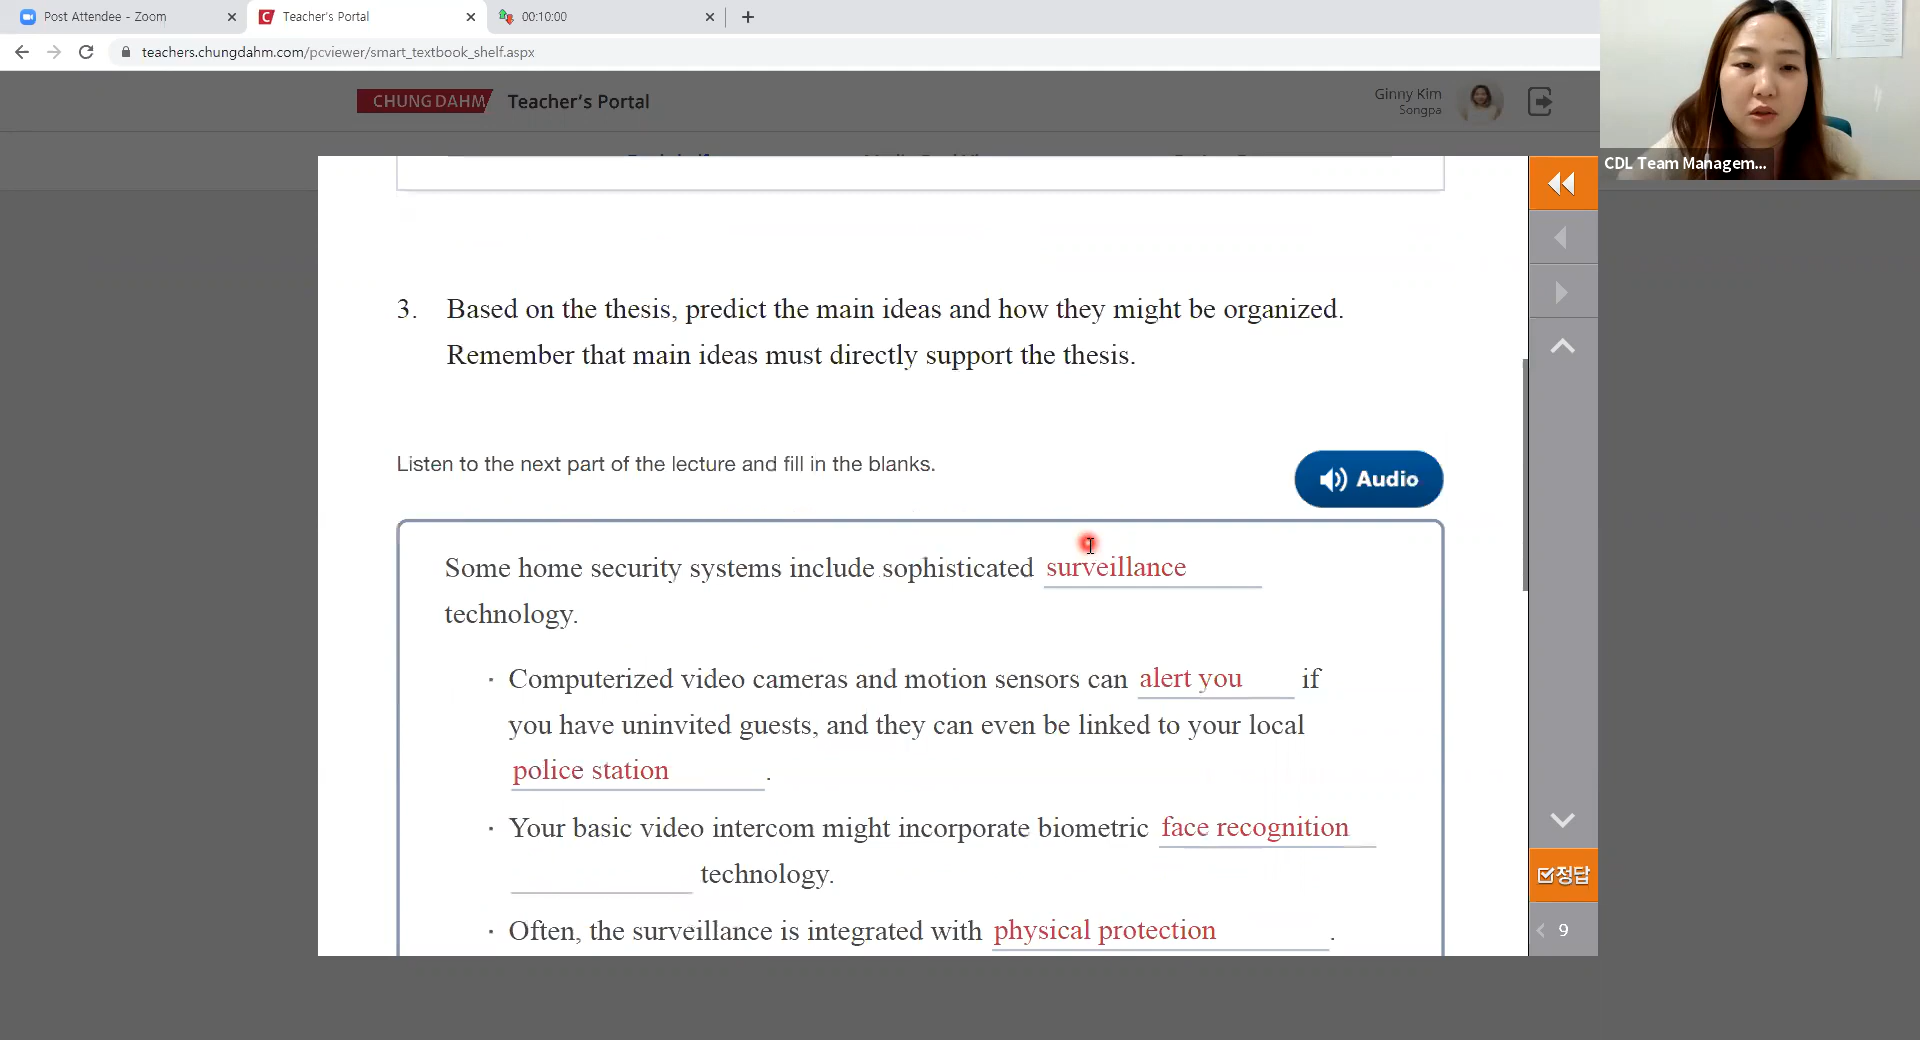 Post Attendee - Zoom
Teacher's Portal
00:10:00
teachers.chungdahm.com/pcviewer/smart_textbook_shelf.aspx
CHUNGDAHM Teacher's Portal
Ginny Kim
Songpa
CDL Team Managem...
3. Based on the thesis, predict the main ideas and how they might be organized.
Remember that main ideas must directly support the thesis.
Listen to the next part of the lecture and fill in the blanks.
Audio
Some home security systems include sophisticated surveillance
technology.
· Computerized video cameras and motion sensors can alert you if
you have uninvited guests, and they can even be linked to your local
police station.
· Your basic video intercom might incorporate biometric face recognition
technology.
· Often, the surveillance is integrated with physical protection.
정답
9